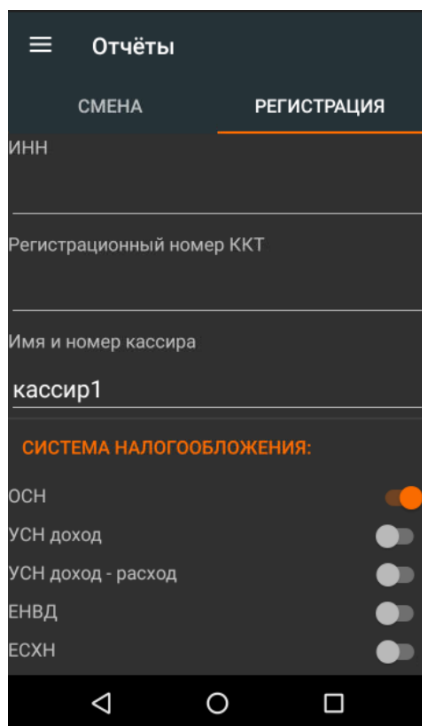 Отчёты
СМЕНА
РЕГИСТРАЦИЯ
ИНН
Регистрационный номер ККТ
Имя и номер кассира
кассир1
СИСТЕМА НАЛОГООБЛОЖЕНИЯ:
ОСН
УСН доход
УСН доход - расход
ЕНВД
ЕСХН